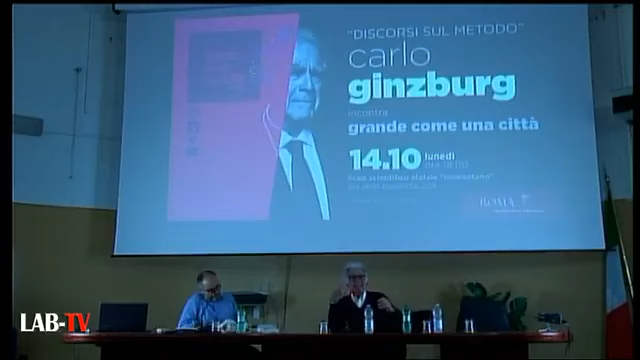 "DISCORSI SUL METODO"
carlo
ginzburg
incontra
grande come una città
14.10 lunedì
liceo scientifico statale "nomentano"
ROMA
LAB-TV